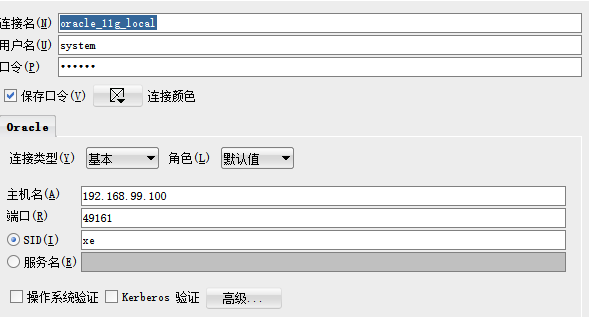 连接名(N) oracle_11g_local
用户名(U) system
口令(P) ••••••
保存口令(V) 连接颜色
Oracle
连接类型(Y) 基本 角色(L) 默认值
主机名(A) 192.168.99.100
端口(R) 49161
SID(I) xe
服务名(E)
操作系统验证 Kerberos 验证 高级...